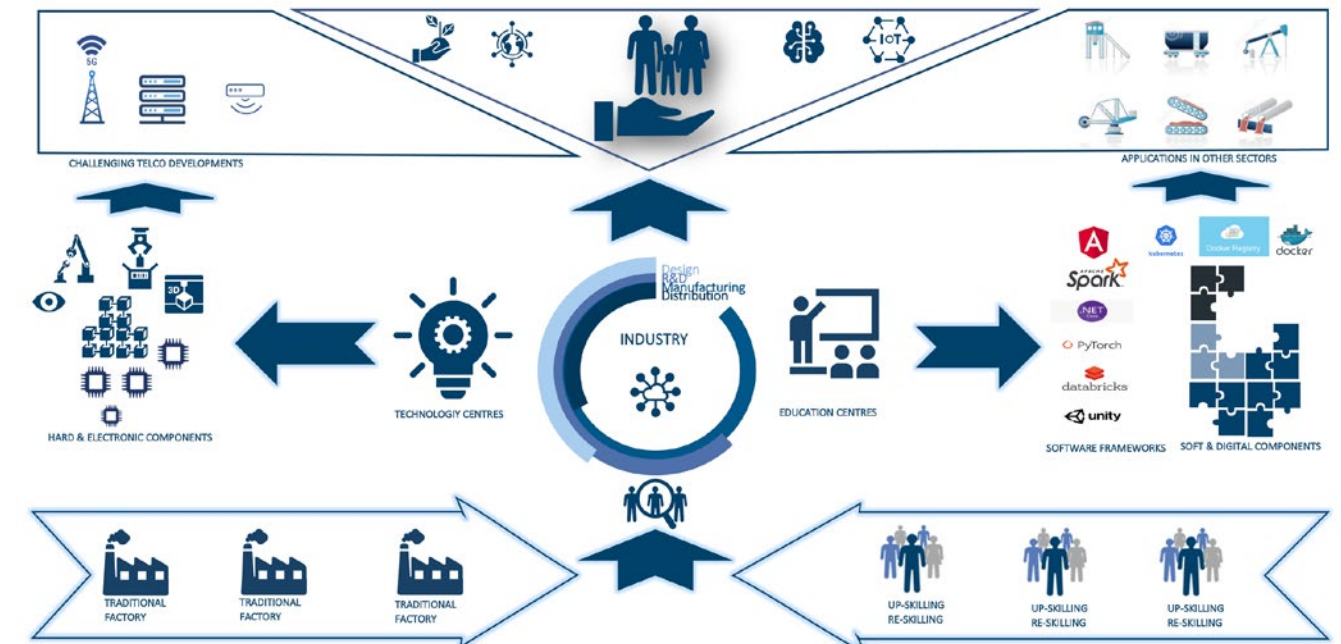 5G
IoT
CHALLENGING TELCO DEVELOPMENTS
APPLICATIONS IN OTHER SECTORS
3D
Design
R&D
Manufacturing
Distribution
INDUSTRY
TECHNOLOGIY CENTRES
EDUCATION CENTRES
HARD & ELECTRONIC COMPONENTS
kubernetes
Docker Registry
docker
APACHE
Spark
.NET
Core
PyTorch
databricks
unity
SOFTWARE FRAMEWORKS
SOFT & DIGITAL COMPONENTS
TRADITIONAL
FACTORY
TRADITIONAL
FACTORY
TRADITIONAL
FACTORY
UP-SKILLING
RE-SKILLING
UP-SKILLING
RE-SKILLING
UP-SKILLING
RE-SKILLING